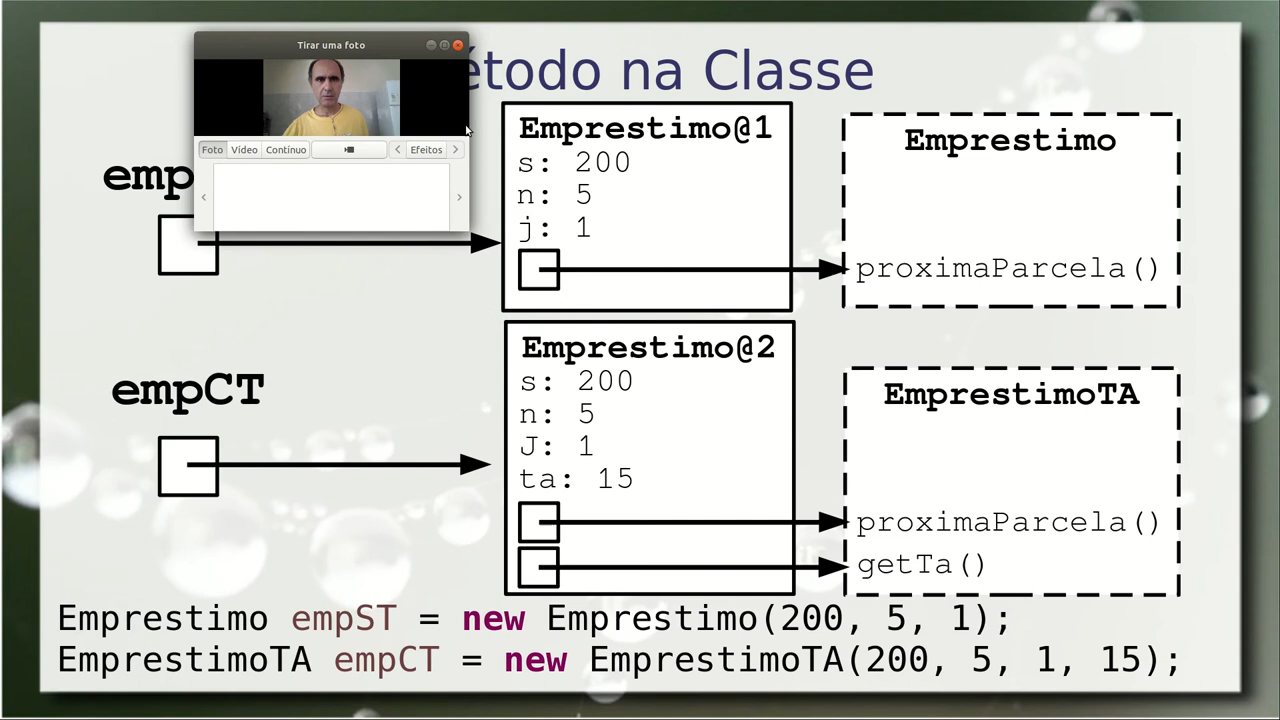 Tirar uma foto
étodo na Classe
Foto Vídeo Contínuo Efeitos
emp
Emprestimo@1
s: 200
n: 5
j: 1
Emprestimo
proximaParcela()
empCT
Emprestimo@2
s: 200
n: 5
J: 1
ta: 15
EmprestimoTA
proximaParcela()
getTa()
Emprestimo empST = new Emprestimo(200, 5, 1);
EmprestimoTA empCT = new EmprestimoTA(200, 5, 1, 15);